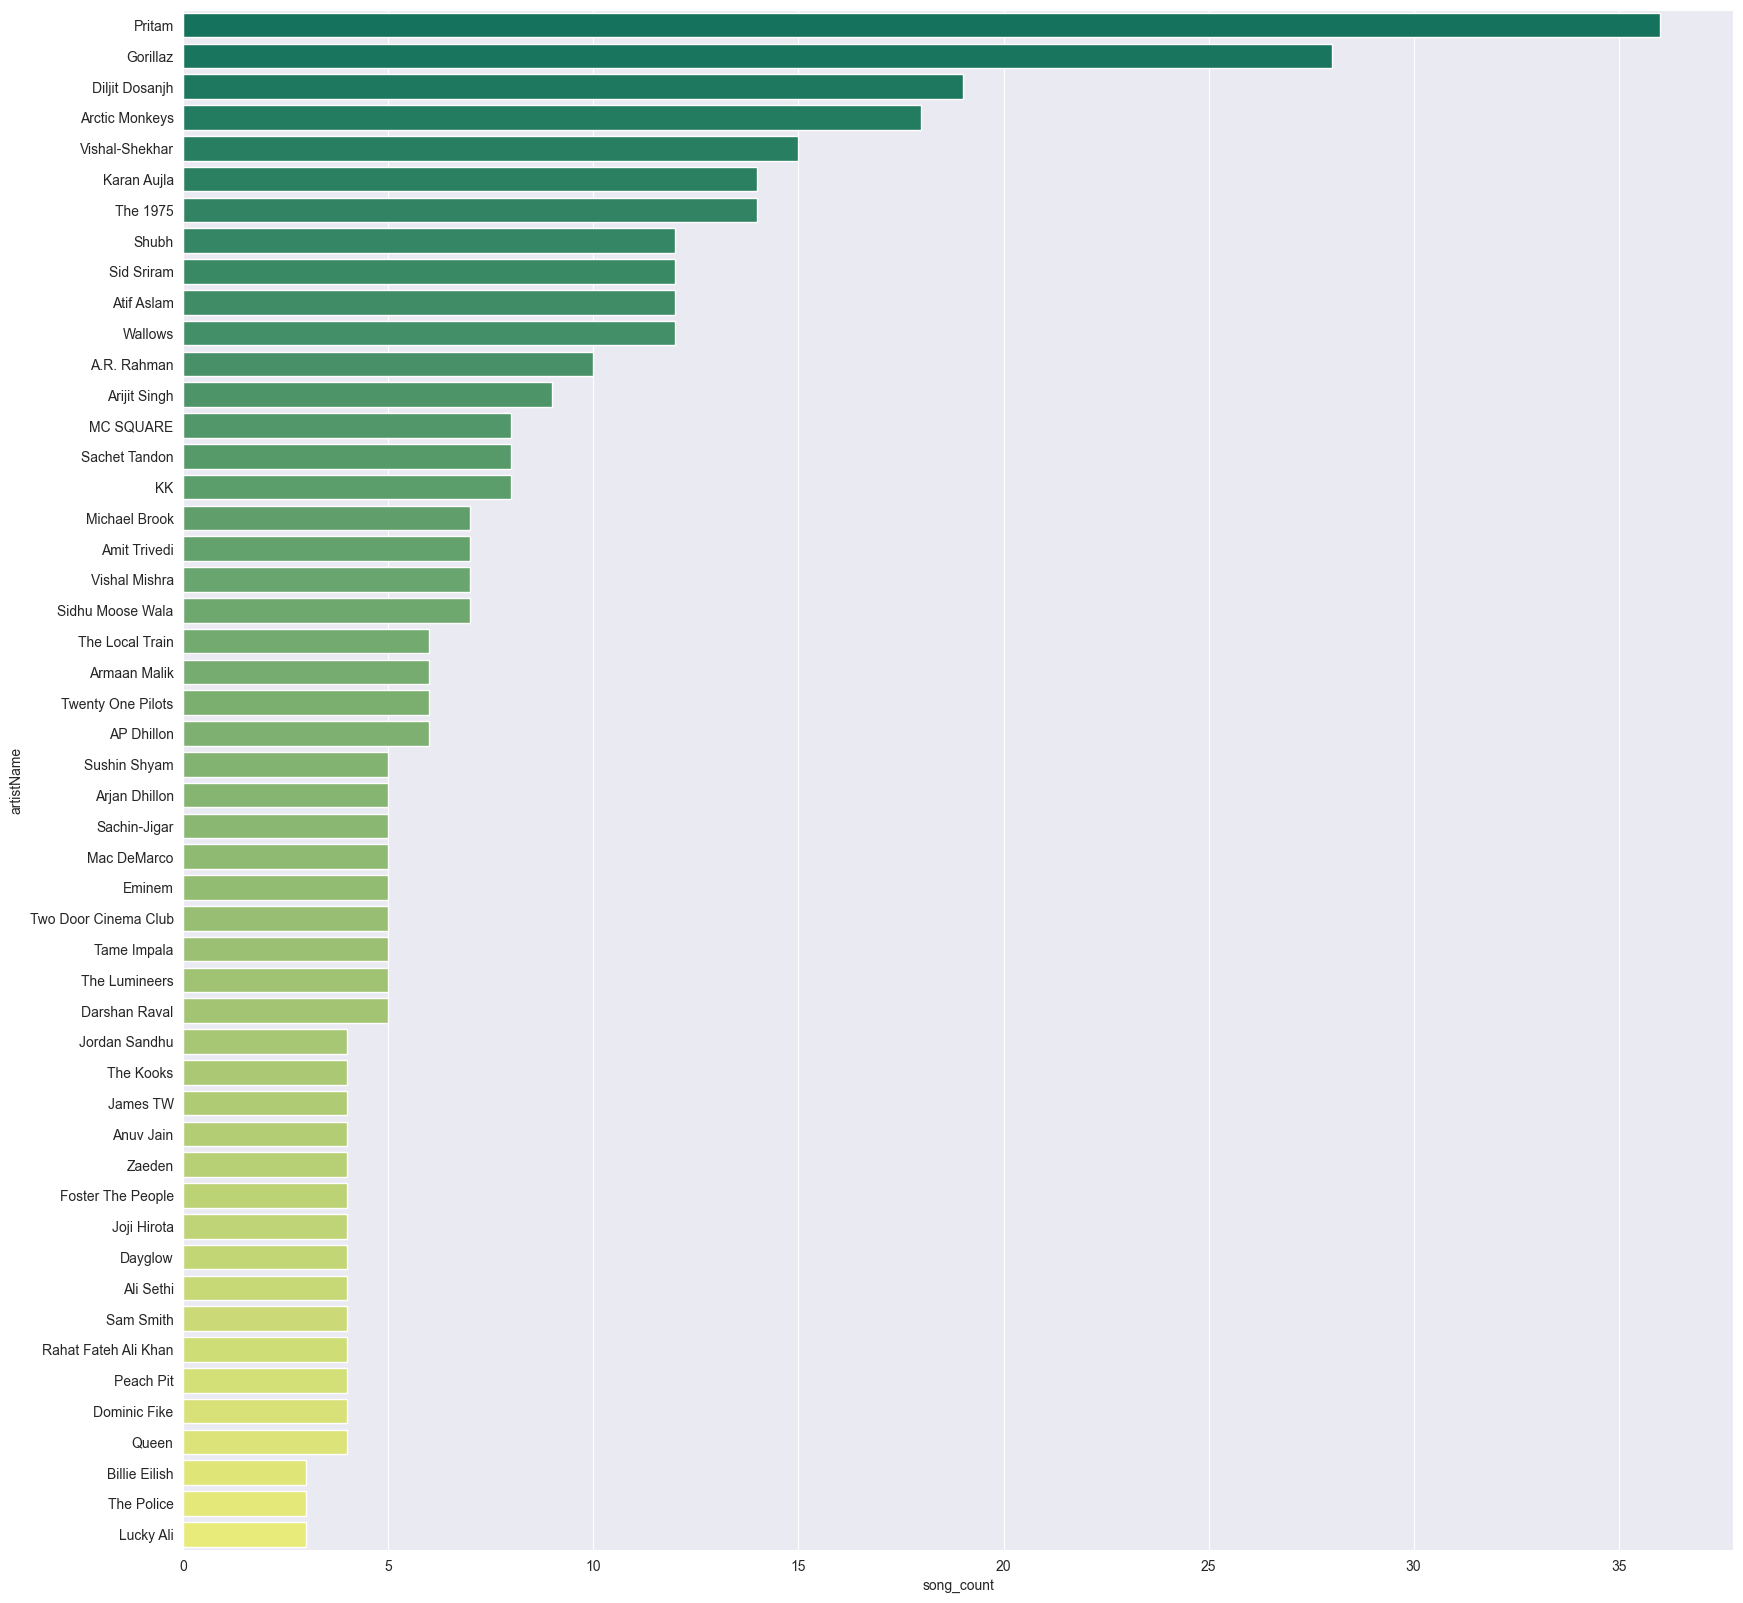 Pritam
Gorillaz
Diljit Dosanjh
Arctic Monkeys
Vishal-Shekhar
Karan Aujla
The 1975
Shubh
Sid Sriram
Atif Aslam
Wallows
A.R. Rahman
Arijit Singh
MC SQUARE
Sachet Tandon
KK
Michael Brook
Amit Trivedi
Vishal Mishra
Sidhu Moose Wala
The Local Train
Armaan Malik
Twenty One Pilots
AP Dhillon
artistName
Sushin Shyam
Arjan Dhillon
Sachin-Jigar
Mac DeMarco
Eminem
Two Door Cinema Club
Tame Impala
The Lumineers
Darshan Raval
Jordan Sandhu
The Kooks
James TW
Anuv Jain
Zaeden
Foster The People
Joji Hirota
Dayglow
Ali Sethi
Sam Smith
Rahat Fateh Ali Khan
Peach Pit
Dominic Fike
Queen
Billie Eilish
The Police
Lucky Ali
0 5 10 15 20 25 30 35
song_count